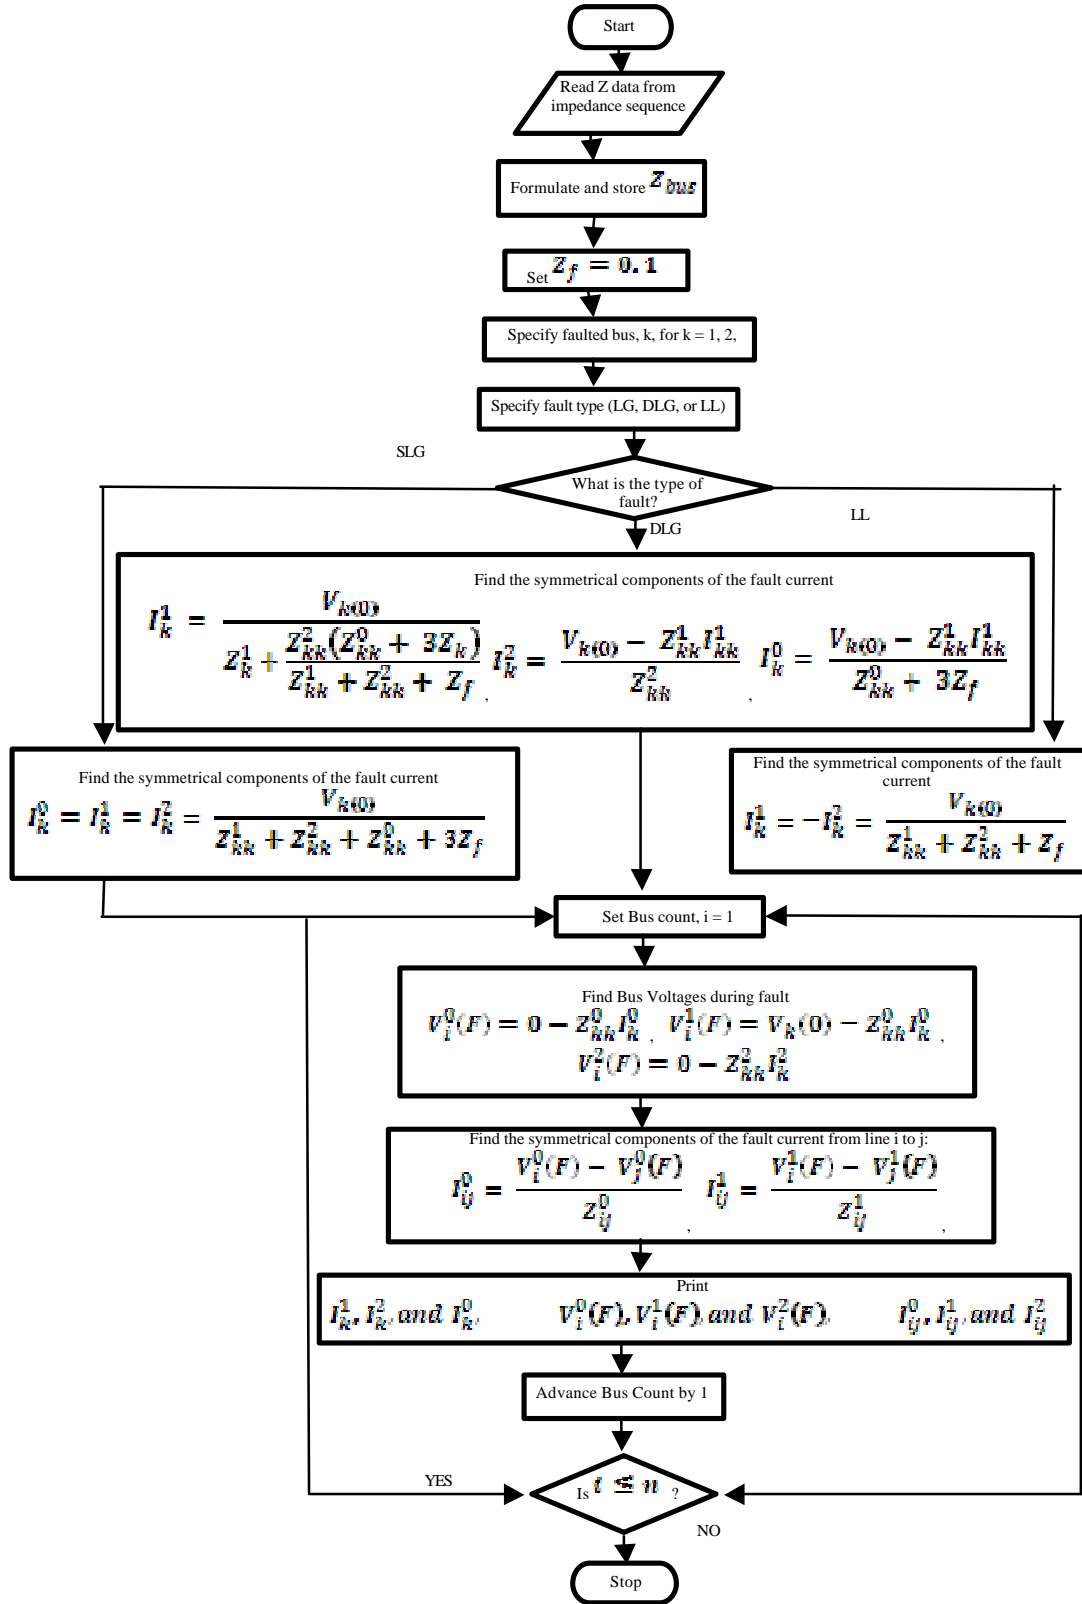 Start
Read Z data from
impedance sequence
Formulate and store Z_bus
Set Z_f = 0.1
Specify faulted bus, k, for k = 1, 2,
Specify fault type (LG, DLG, or LL)
SLG
What is the type of
fault?
LL
DLG
Find the symmetrical components of the fault current
I_k^1 = V_k(0) / (Z_k^1 + Z_kk^2(Z_kk^0 + 3Z_k) / (Z_kk^1 + Z_kk^2 + Z_f)) , I_k^2 = (V_k(0) − Z_kk^1 I_kk^1) / Z_kk^2 , I_k^0 = (V_k(0) − Z_kk^1 I_kk^1) / (Z_kk^0 + 3Z_f)
Find the symmetrical components of the fault current
I_k^0 = I_k^1 = I_k^2 = V_k(0) / (Z_kk^1 + Z_kk^2 + Z_kk^0 + 3Z_f)
Find the symmetrical components of the fault
current
I_k^1 = −I_k^2 = V_k(0) / (Z_kk^1 + Z_kk^2 + Z_f)
Set Bus count, i = 1
Find Bus Voltages during fault
V_i^0(F) = 0 − Z_kk^0 I_k^0 , V_i^1(F) = V_k(0) − Z_kk^0 I_k^0 ,
V_i^2(F) = 0 − Z_kk^2 I_k^2
Find the symmetrical components of the fault current from line i to j:
I_ij^0 = (V_i^0(F) − V_j^0(F)) / Z_ij^0 , I_ij^1 = (V_i^1(F) − V_j^1(F)) / Z_ij^1 ,
Print
I_k^1, I_k^2, and I_k^0, V_i^0(F), V_i^1(F), and V_i^2(F), I_ij^0, I_ij^1, and I_ij^2
Advance Bus Count by 1
YES
Is i ≤ n ?
NO
Stop